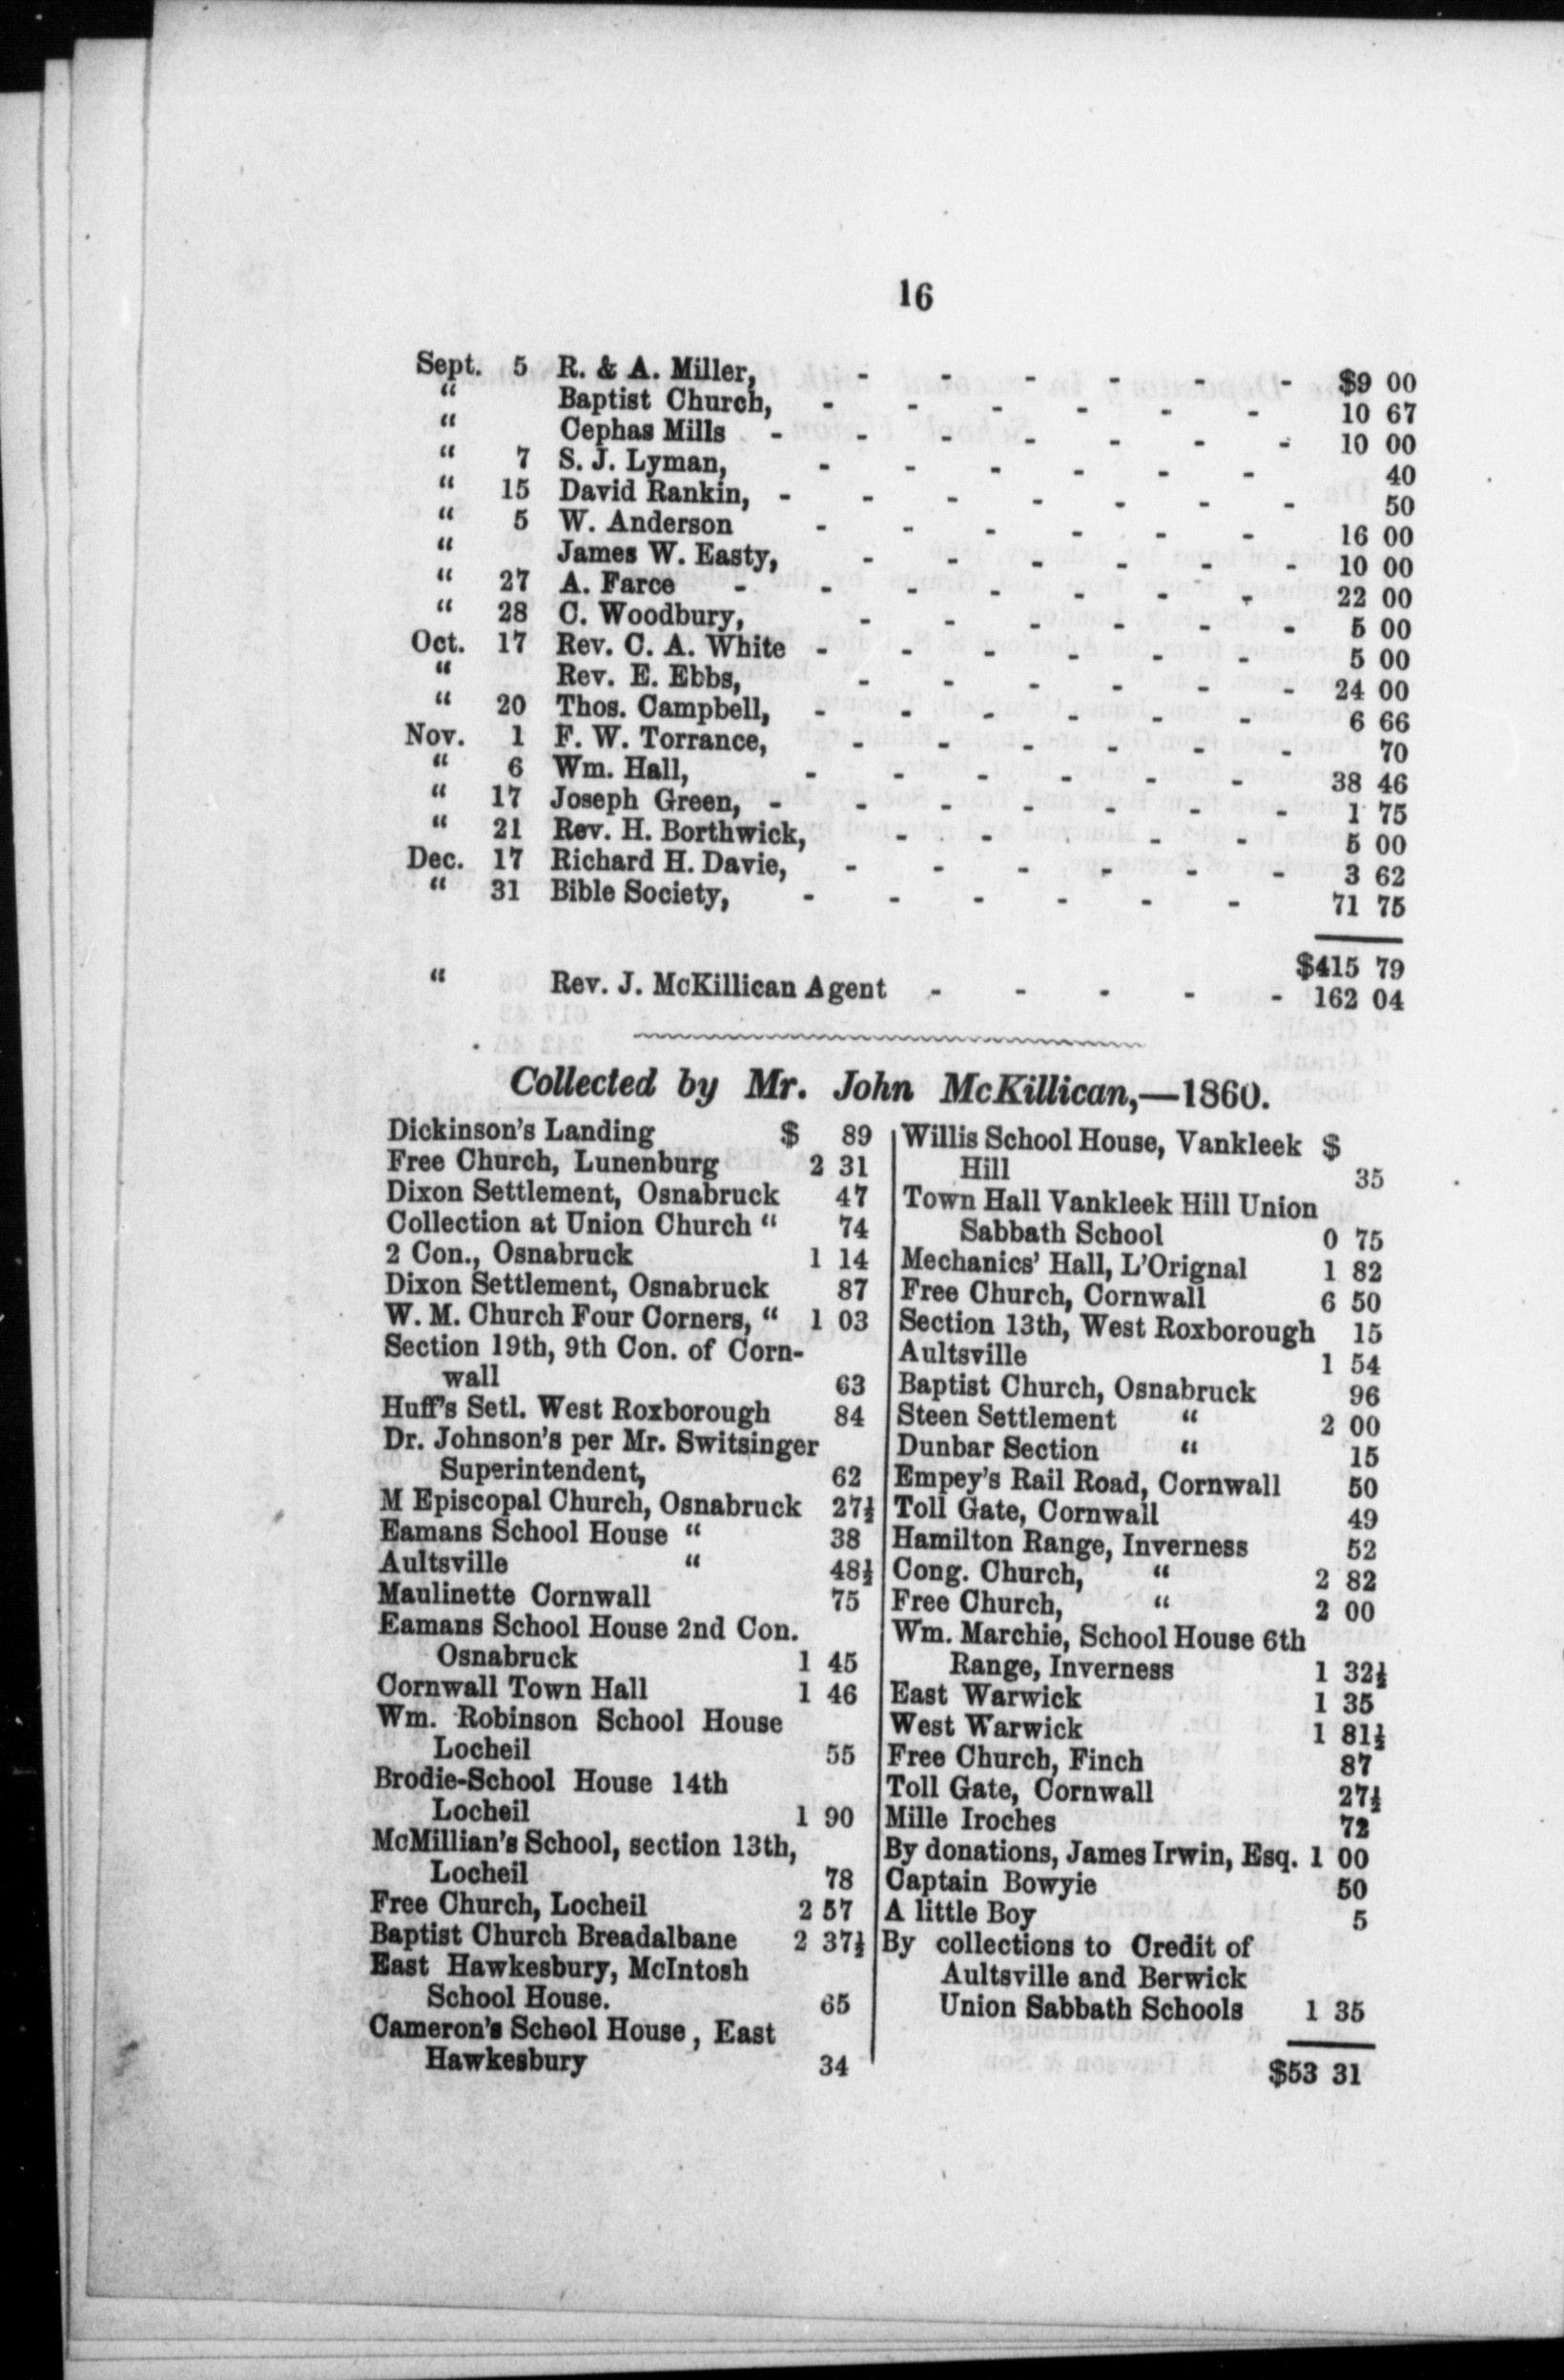 16
Sept. 5 R. & A. Miller, - - - - - - $9 00
“ Baptist Church, - - - - - - 10 67
“ Cephas Mills - - - - - - - 10 00
“ 7 S. J. Lyman, - - - - - - 40
“ 15 David Rankin, - - - - - - - 50
“ 5 W. Anderson - - - - - - 16 00
“ James W. Easty, - - - - - - 10 00
“ 27 A. Farce - - - - - - - 22 00
“ 28 C. Woodbury, - - - - - - 5 00
Oct. 17 Rev. C. A. White - - - - - - 5 00
“ Rev. E. Ebbs, - - - - - - 24 00
“ 20 Thos. Campbell, - - - - - - 6 66
Nov. 1 F. W. Torrance, - - - - - - 70
“ 6 Wm. Hall, - - - - - - 38 46
“ 17 Joseph Green, - - - - - - - 1 75
“ 21 Rev. H. Borthwick, - - - - 5 00
Dec. 17 Richard H. Davie, - - - - - - 3 62
“ 31 Bible Society, - - - - - - 71 75
$415 79
“ Rev. J. McKillican Agent - - - - - 162 04
Collected by Mr. John McKillican,—1860.
Dickinson's Landing $ 89
Free Church, Lunenburg 2 31
Dixon Settlement, Osnabruck 47
Collection at Union Church “ 74
2 Con., Osnabruck 1 14
Dixon Settlement, Osnabruck 87
W. M. Church Four Corners, “ 1 03
Section 19th, 9th Con. of Corn-
wall 63
Huff's Setl. West Roxborough 84
Dr. Johnson's per Mr. Switsinger
Superintendent, 62
M Episcopal Church, Osnabruck 27½
Eamans School House “ 38
Aultsville “ 48½
Maulinette Cornwall 75
Eamans School House 2nd Con.
Osnabruck 1 45
Cornwall Town Hall 1 46
Wm. Robinson School House
Locheil 55
Brodie-School House 14th
Locheil 1 90
McMillian's School, section 13th,
Locheil 78
Free Church, Locheil 2 57
Baptist Church Breadalbane 2 37½
East Hawkesbury, McIntosh
School House. 65
Cameron's School House, East
Hawkesbury 34
Willis School House, Vankleek $
Hill 35
Town Hall Vankleek Hill Union
Sabbath School 0 75
Mechanics' Hall, L'Orignal 1 82
Free Church, Cornwall 6 50
Section 13th, West Roxborough 15
Aultsville 1 54
Baptist Church, Osnabruck 96
Steen Settlement “ 2 00
Dunbar Section “ 15
Empey's Rail Road, Cornwall 50
Toll Gate, Cornwall 49
Hamilton Range, Inverness 52
Cong. Church, “ 2 82
Free Church, “ 2 00
Wm. Marchie, School House 6th
Range, Inverness 1 32½
East Warwick 1 35
West Warwick 1 81½
Free Church, Finch 87
Toll Gate, Cornwall 27½
Mille Iroches 72
By donations, James Irwin, Esq. 1 00
Captain Bowyie 50
A little Boy 5
By collections to Credit of
Aultsville and Berwick
Union Sabbath Schools 1 35
$53 31